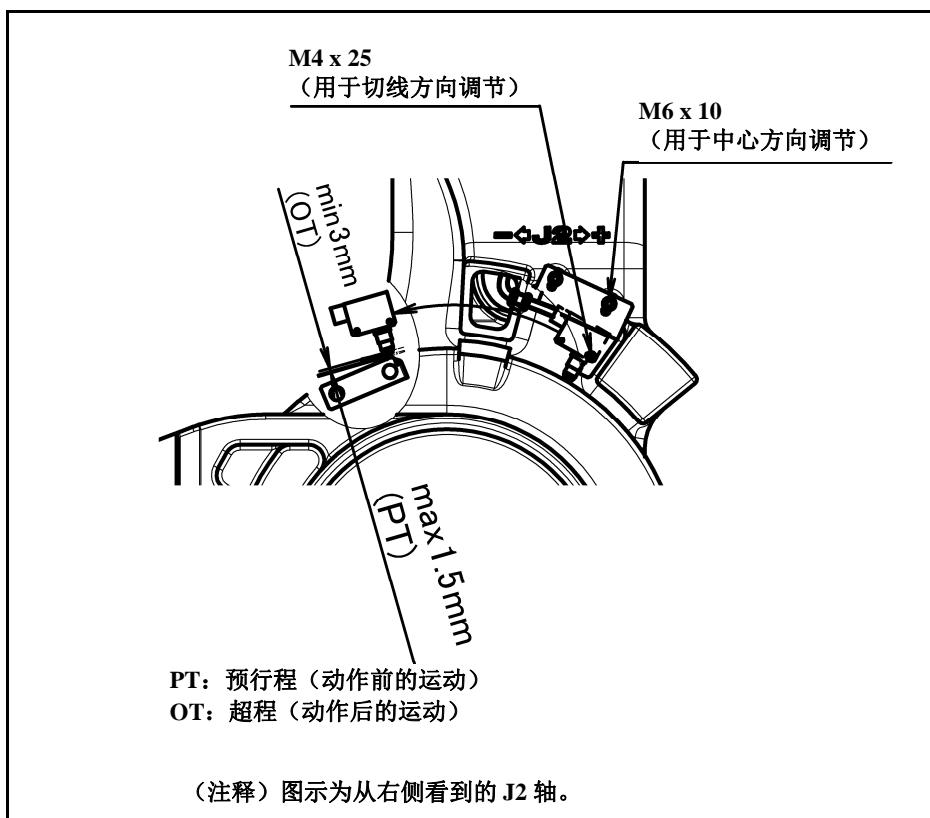 M4 x 25
（用于切线方向调节）
M6 x 10
（用于中心方向调节）
min3mm
(OT)
J2
max1.5mm
(PT)
PT：预行程（动作前的运动）
OT：超程（动作后的运动）
（注释）图示为从右侧看到的 J2 轴。